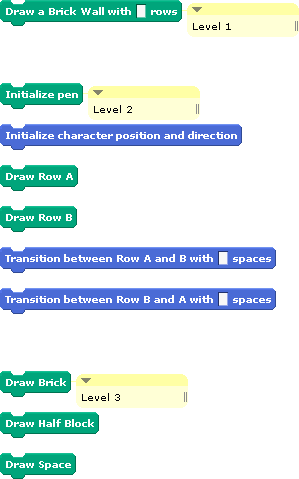 Draw a Brick Wall with rows
Level 1
Initialize pen
Level 2
Initialize character position and direction
Draw Row A
Draw Row B
Transition between Row A and B with spaces
Transition between Row B and A with spaces
Draw Brick
Level 3
Draw Half Block
Draw Space